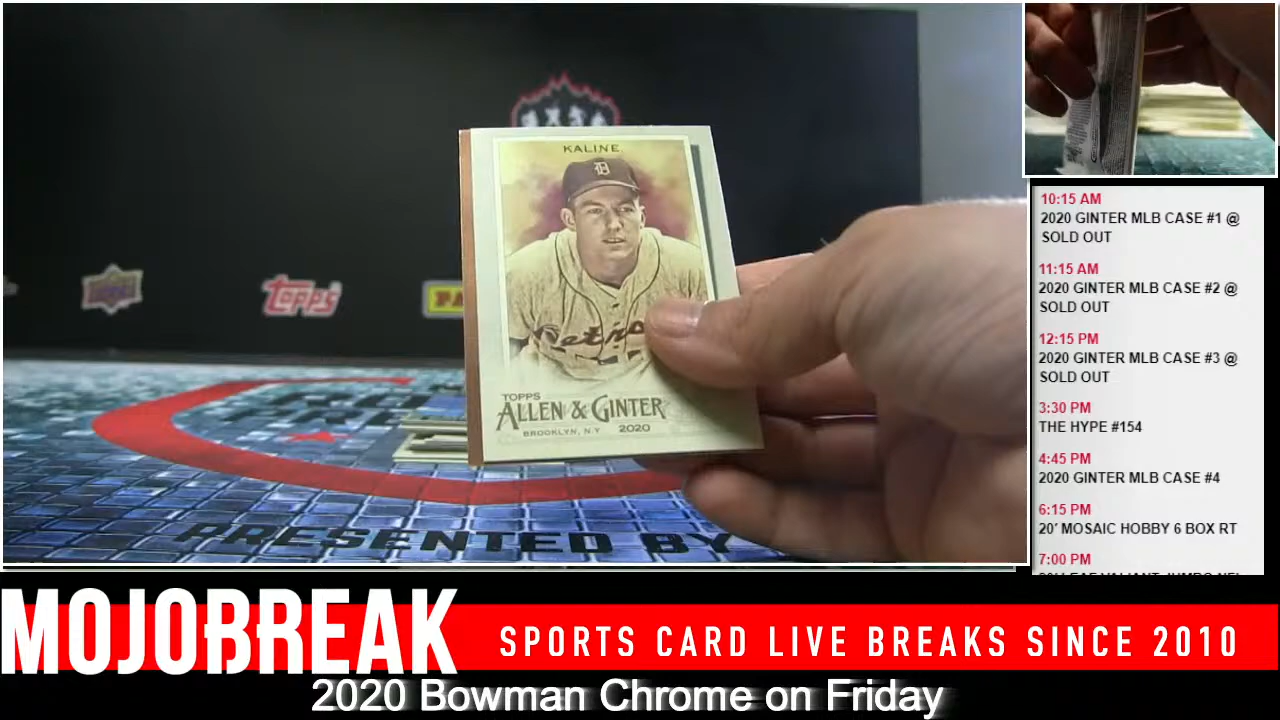 KALINE
Detro
TOPPS
ALLEN & GINTER
BROOKLYN, N.Y 2020
TOPPS
PRESENTED BY
10:15 AM
2020 GINTER MLB CASE #1 @
SOLD OUT
11:15 AM
2020 GINTER MLB CASE #2 @
SOLD OUT
12:15 PM
2020 GINTER MLB CASE #3 @
SOLD OUT
3:30 PM
THE HYPE #154
4:45 PM
2020 GINTER MLB CASE #4
6:15 PM
20' MOSAIC HOBBY 6 BOX RT
7:00 PM
MOJOBREAK
SPORTS CARD LIVE BREAKS SINCE 2010
2020 Bowman Chrome on Friday